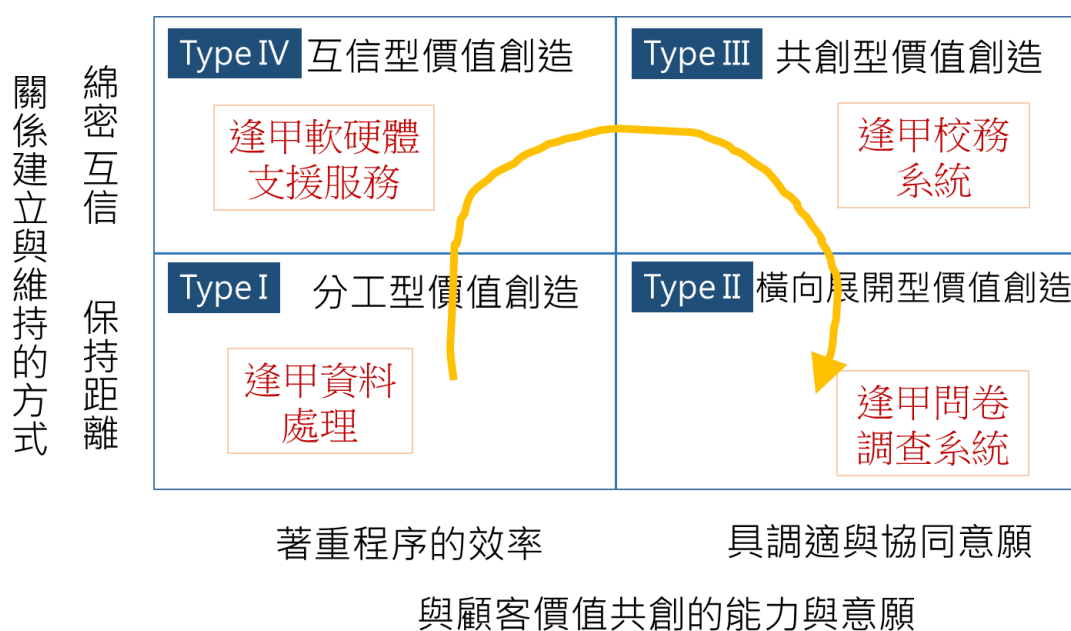 關係建立與維持的方式
綿密互信
保持距離
Type IV 互信型價值創造
逢甲軟硬體
支援服務
Type III 共創型價值創造
逢甲校務
系統
Type I 分工型價值創造
逢甲資料
處理
Type II 橫向展開型價值創造
逢甲問卷
調查系統
著重程序的效率
具調適與協同意願
與顧客價值共創的能力與意願